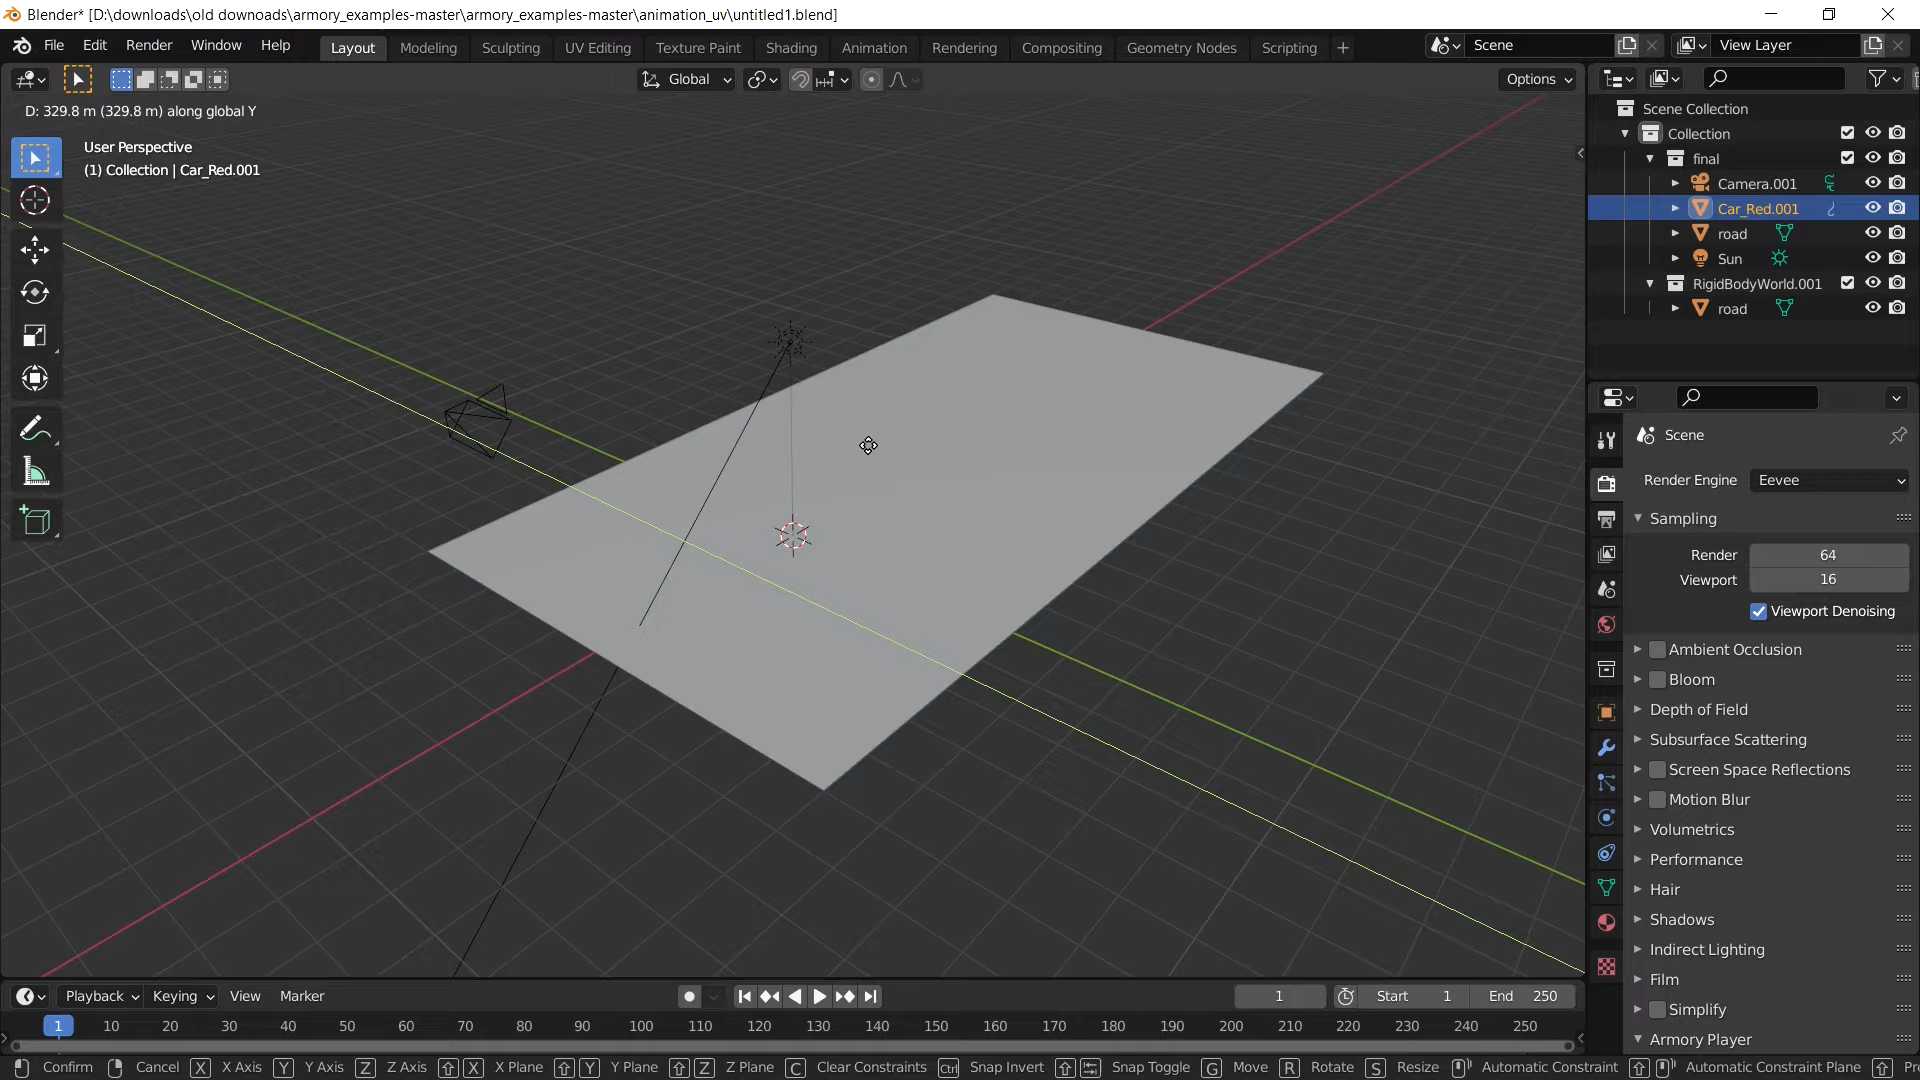 Blender* [D:\downloads\old downoads\armory_examples-master\armory_examples-master\animation_uv\untitled1.blend]
File Edit Render Window Help Layout Modeling Sculpting UV Editing Texture Paint Shading Animation Rendering Compositing Geometry Nodes Scripting + Scene View Layer
Global Options
D: 329.8 m (329.8 m) along global Y
User Perspective
(1) Collection | Car_Red.001
Scene Collection
Collection
final
Camera.001
Car_Red.001
road
Sun
RigidBodyWorld.001
road
Scene
Render Engine Eevee
Sampling
Render 64
Viewport 16
Viewport Denoising
Ambient Occlusion
Bloom
Depth of Field
Subsurface Scattering
Screen Space Reflections
Motion Blur
Volumetrics
Performance
Hair
Shadows
Indirect Lighting
Film
Simplify
Armory Player
Playback Keying View Marker 1 Start 1 End 250
1 10 20 30 40 50 60 70 80 90 100 110 120 130 140 150 160 170 180 190 200 210 220 230 240 250
Confirm Cancel X X Axis Y Y Axis Z Z Axis X X Plane Y Y Plane Z Z Plane C Clear Constraints Ctrl Snap Invert Snap Toggle G Move R Rotate S Resize Automatic Constraint Automatic Constraint Plane